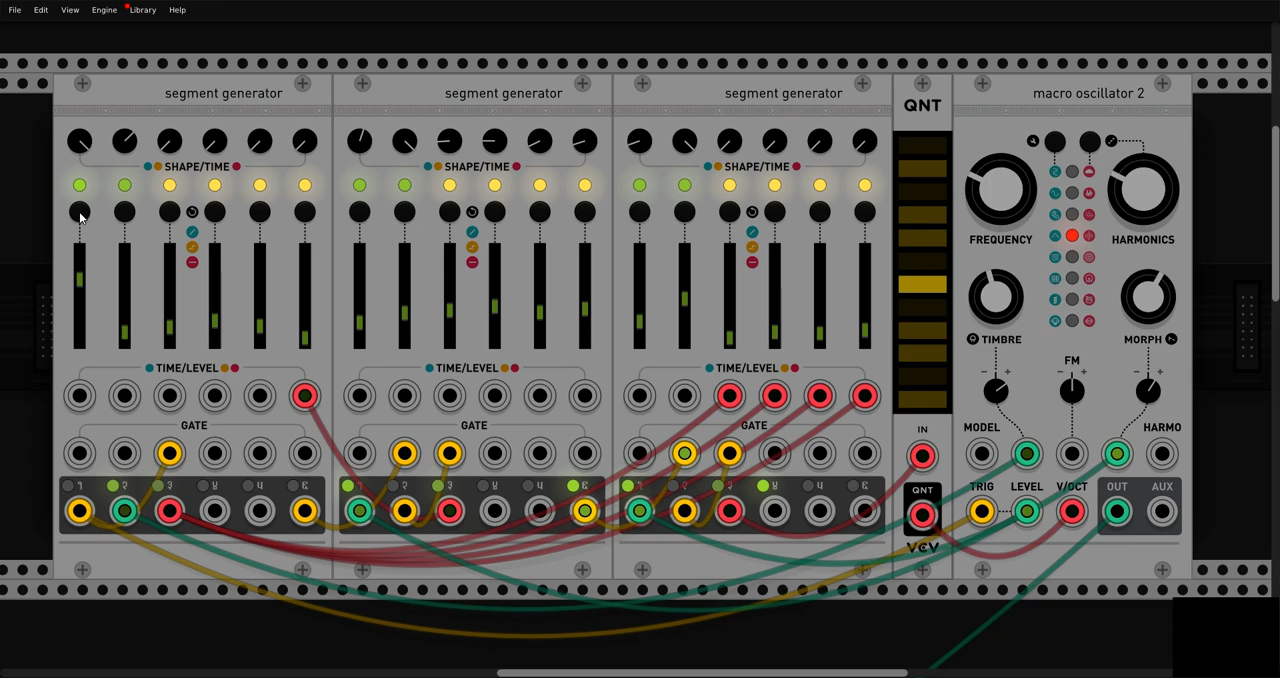 File Edit View Engine Library Help
segment generator
segment generator
segment generator
QNT
macro oscillator 2
SHAPE/TIME
SHAPE/TIME
SHAPE/TIME
FREQUENCY
HARMONICS
TIMBRE
MORPH
TIME/LEVEL
TIME/LEVEL
TIME/LEVEL
FM
- +
- +
- +
GATE
GATE
GATE
IN
MODEL
HARMO
QNT
TRIG
LEVEL
V/OCT
OUT
AUX
VCV